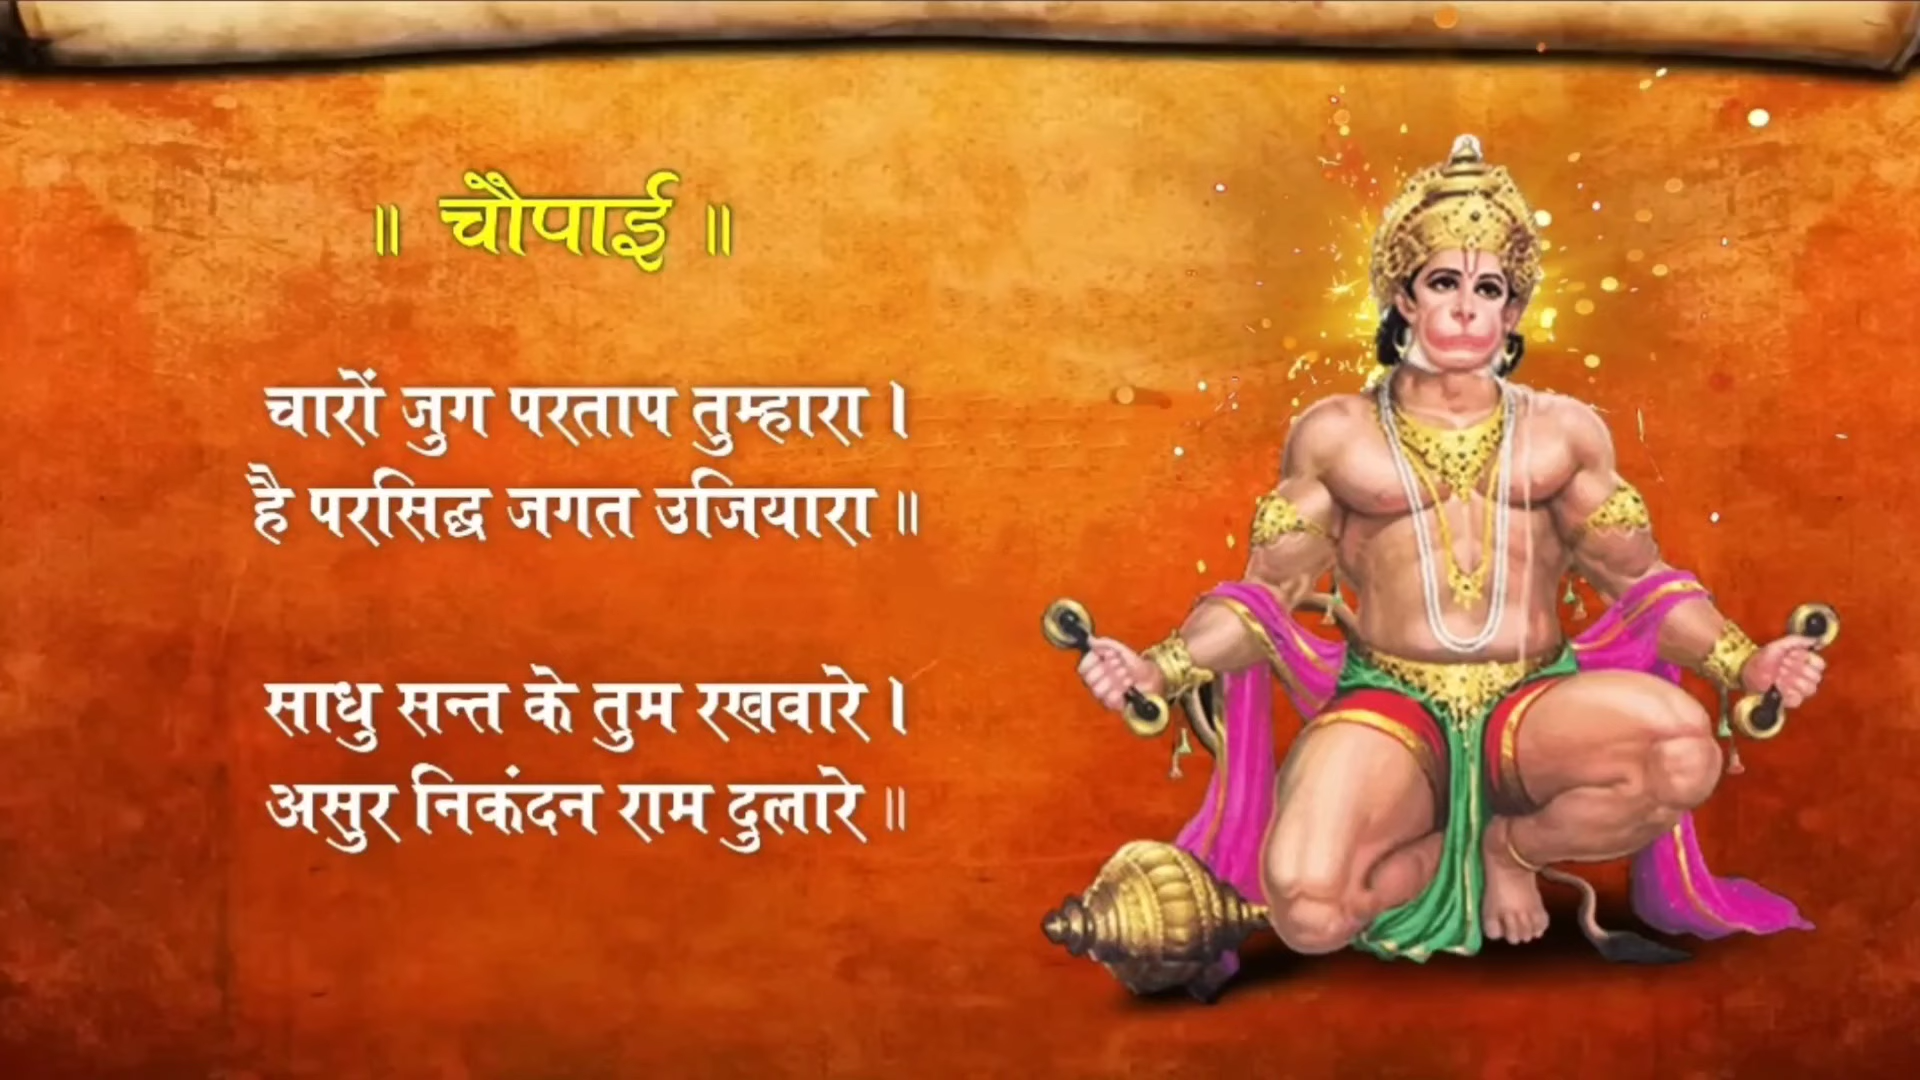 ॥ चौपाई ॥
चारों जुग परताप तुम्हारा ।
है परसिद्ध जगत उजियारा ॥
साधु सन्त के तुम रखवारे ।
असुर निकंदन राम दुलारे ॥